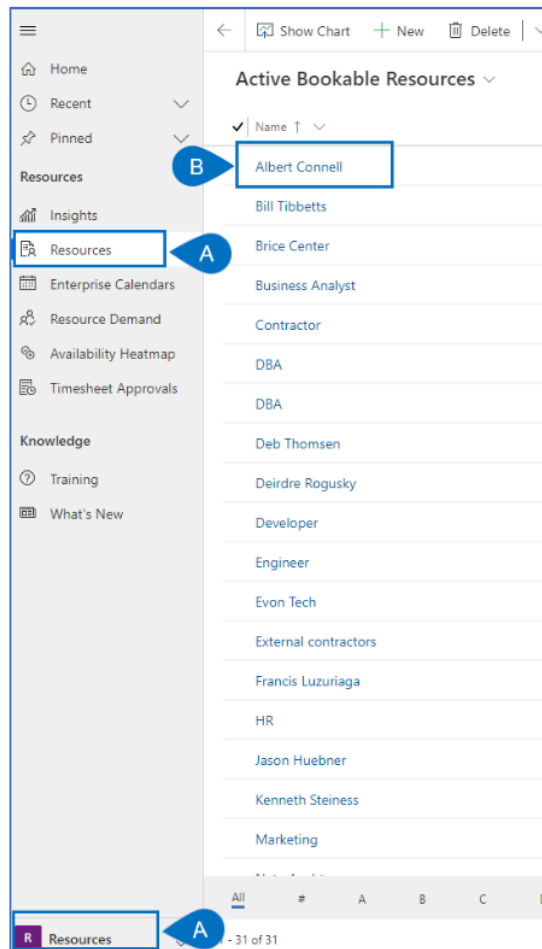 Show Chart
New
Delete
Home
Recent
Pinned
Resources
Insights
Resources
Enterprise Calendars
Resource Demand
Availability Heatmap
Timesheet Approvals
Knowledge
Training
What's New
R Resources
A
A
B
Active Bookable Resources
Name ↑
Albert Connell
Bill Tibbetts
Brice Center
Business Analyst
Contractor
DBA
DBA
Deb Thomsen
Deirdre Rogusky
Developer
Engineer
Evon Tech
External contractors
Francis Luzuriaga
HR
Jason Huebner
Kenneth Steiness
Marketing
All # A B C
- 31 of 31